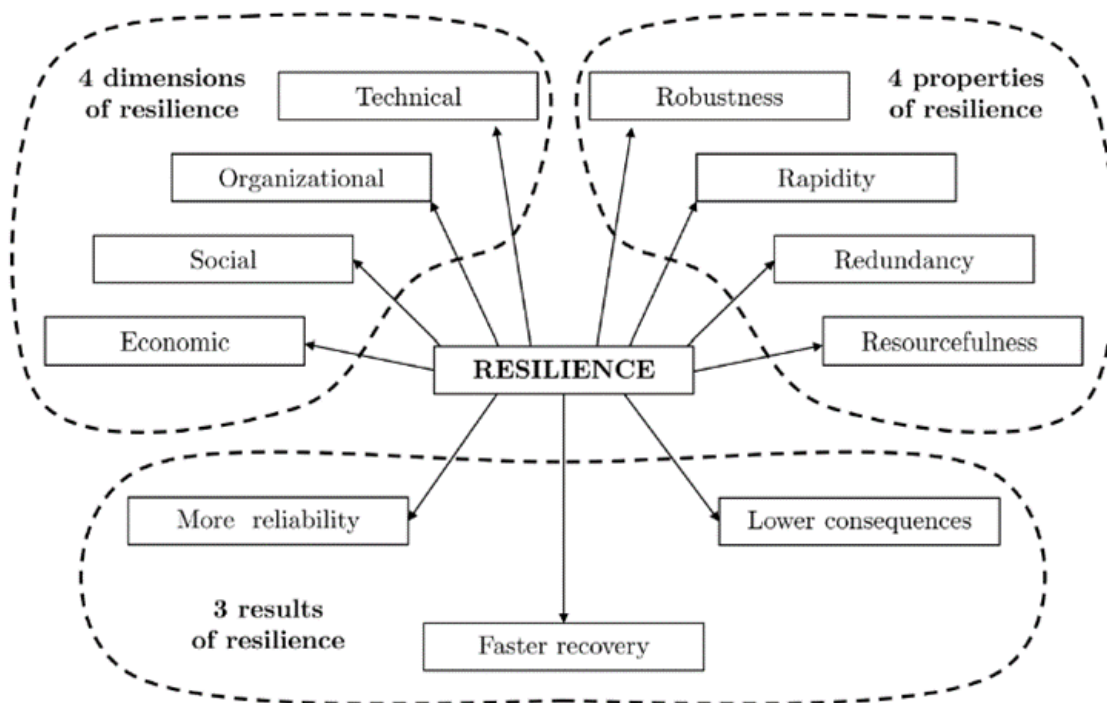 4 dimensions
of resilience
Technical
Organizational
Social
Economic
Robustness
4 properties
of resilience
Rapidity
Redundancy
Resourcefulness
RESILIENCE
More reliability
Lower consequences
3 results
of resilience
Faster recovery